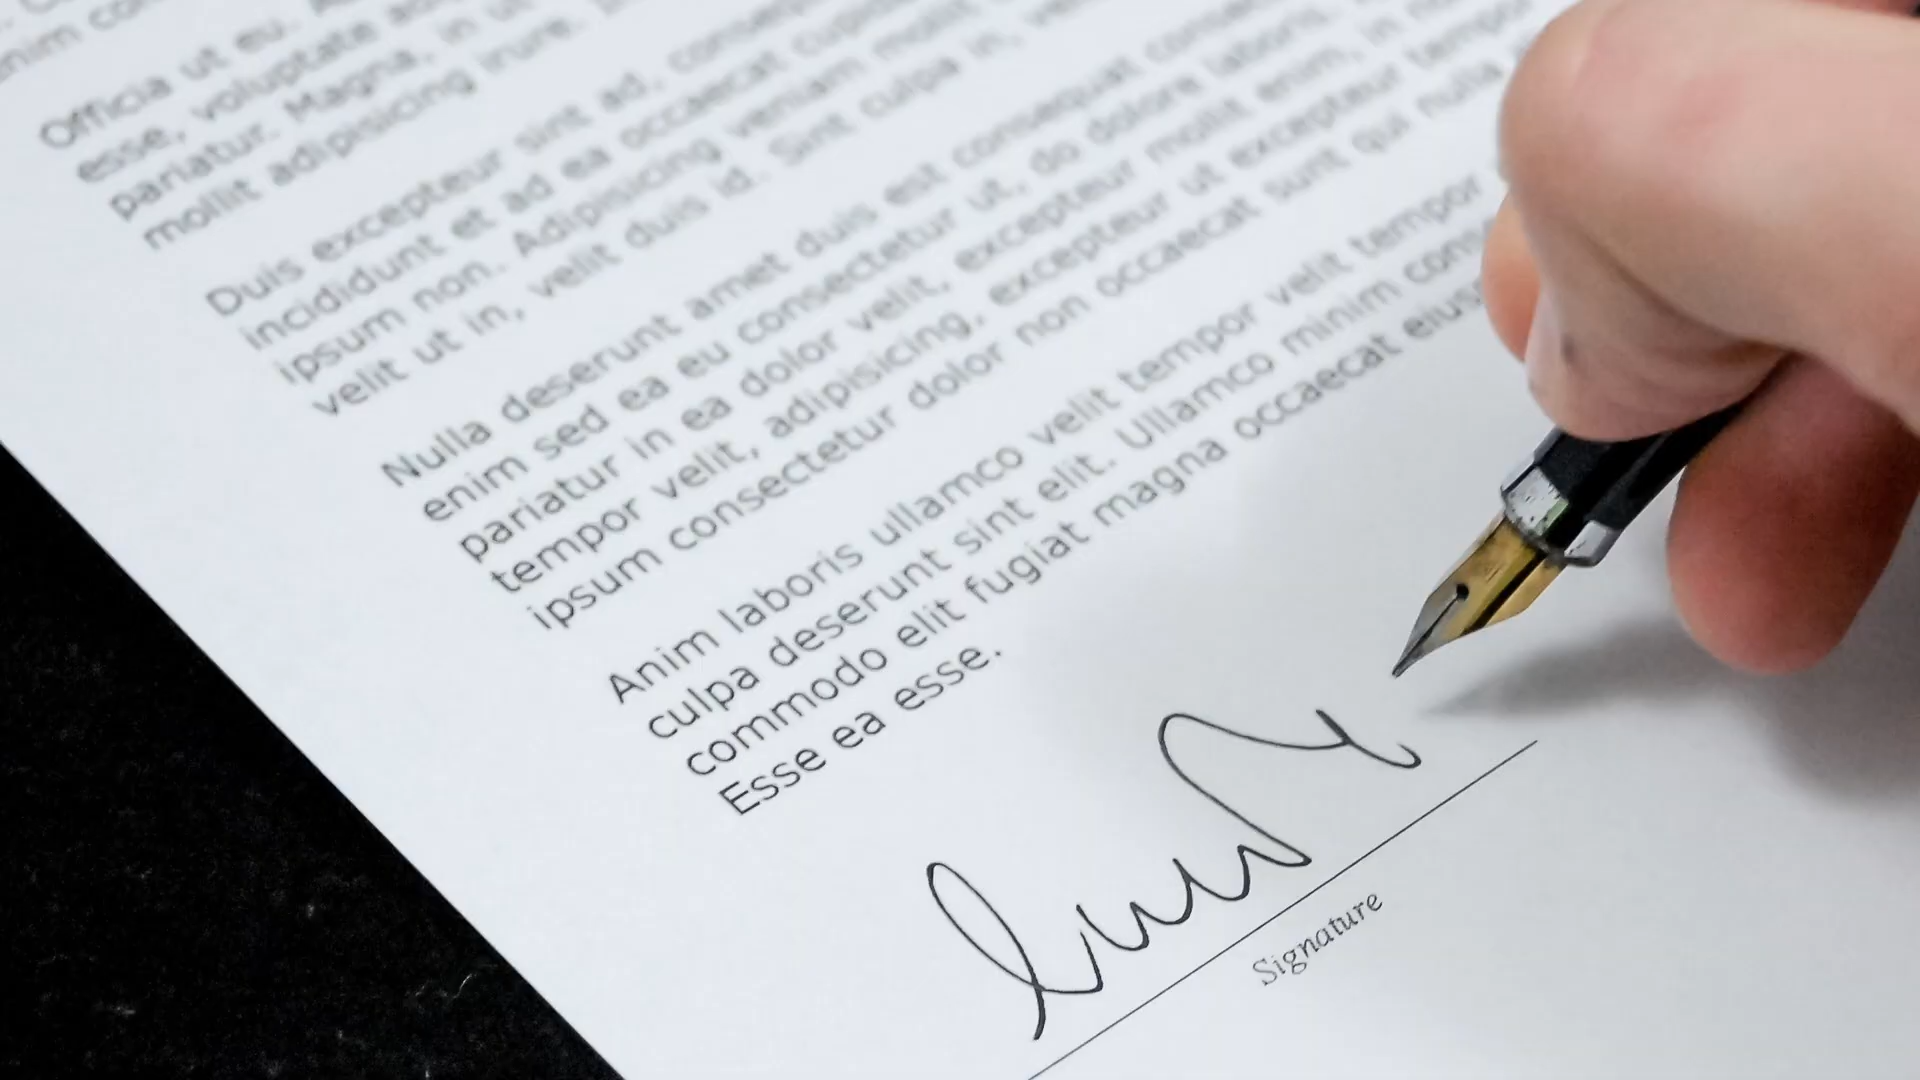 anim
Officia ut eu.
esse, voluptate
pariatur. Magna, in ut
mollit adipisicing irure.
Duis excepteur sint ad,
incididunt et ad ea occaecat
ipsum non. Adipisicing veniam mollit
velit ut in, velit duis id. Sint culpa in,
Nulla deserunt amet duis est consequat
enim sed ea eu consectetur ut, do dolore laboris.
pariatur in ea dolor velit, excepteur mollit enim, in
tempor velit, adipisicing, excepteur ut excepteur
ipsum consectetur dolor non occaecat sunt qui nulla
Anim laboris ullamco velit tempor velit tempor
culpa deserunt sint elit. Ullamco minim
commodo elit fugiat magna occaecat
Esse ea esse.
Signature